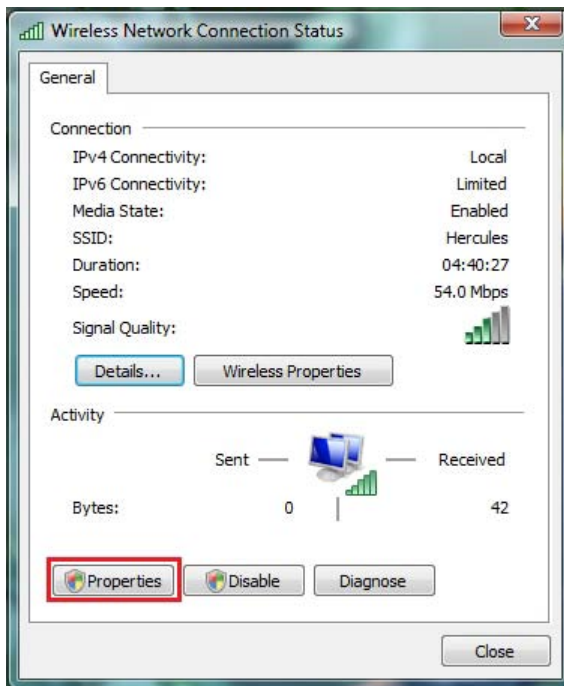 Wireless Network Connection Status
General
Connection
IPv4 Connectivity: Local
IPv6 Connectivity: Limited
Media State: Enabled
SSID: Hercules
Duration: 04:40:27
Speed: 54.0 Mbps
Signal Quality:
Details... Wireless Properties
Activity
Sent Received
Bytes: 0 42
Properties Disable Diagnose
Close